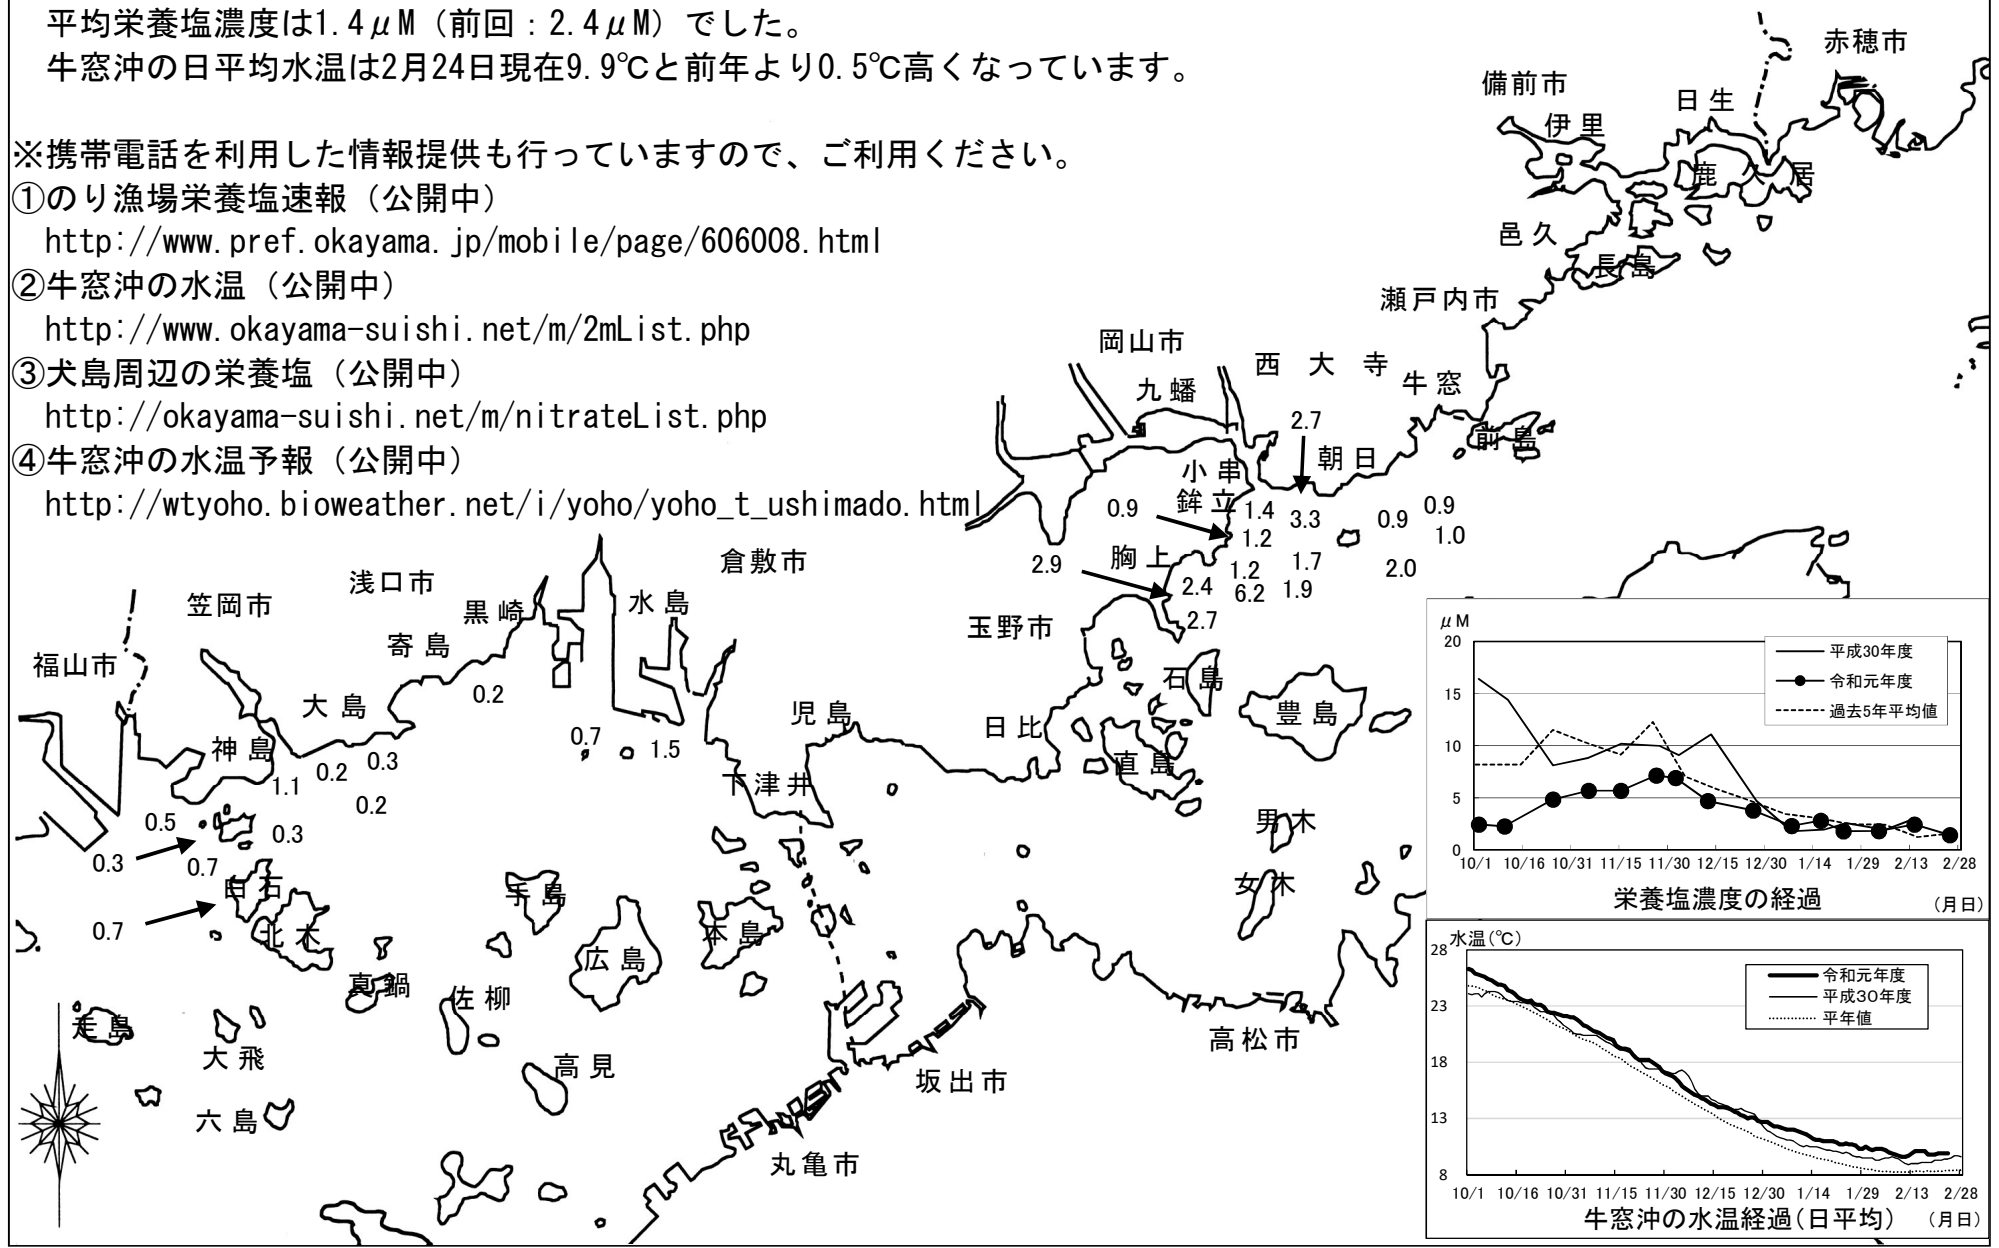 平均栄養塩濃度は1.4μM（前回：2.4μM）でした。
牛窓沖の日平均水温は2月24日現在9.9℃と前年より0.5℃高くなっています。
※携帯電話を利用した情報提供も行っていますので、ご利用ください。
①のり漁場栄養塩速報（公開中）
http://www.pref.okayama.jp/mobile/page/606008.html
②牛窓沖の水温（公開中）
http://www.okayama-suishi.net/m/2mList.php
③犬島周辺の栄養塩（公開中）
http://okayama-suishi.net/m/nitrateList.php
④牛窓沖の水温予報（公開中）
http://wtyoho.bioweather.net/i/yoho/yoho_t_ushimado.html
赤穂市
備前市
日生
伊里
鹿久居
邑久
長島
瀬戸内市
岡山市
西大寺
九蟠
牛窓
前島
2.7
朝日
小串
鉾立
0.9
1.4
3.3
0.9
0.9
1.2
1.0
胸上
2.9
1.2
1.7
2.0
2.4
6.2
1.9
2.7
倉敷市
浅口市
笠岡市
黒崎
水島
玉野市
寄島
福山市
石島
0.2
大島
児島
日比
豊島
神島
0.7
1.5
0.3
0.2
1.1
下津井
直島
0.2
0.5
0.3
男木
0.3
0.7
白石
手島
女木
0.7
北木
本島
広島
真鍋
佐柳
走島
大飛
高松市
高見
坂出市
六島
丸亀市
μM
20
15
10
5
0
平成30年度
令和元年度
過去5年平均値
10/1 10/16 10/31 11/15 11/30 12/15 12/30 1/14 1/29 2/13 2/28
栄養塩濃度の経過 （月日）
水温(℃)
28
23
18
13
8
令和元年度
平成30年度
平年値
10/1 10/16 10/31 11/15 11/30 12/15 12/30 1/14 1/29 2/13 2/28
牛窓沖の水温経過(日平均) （月日）